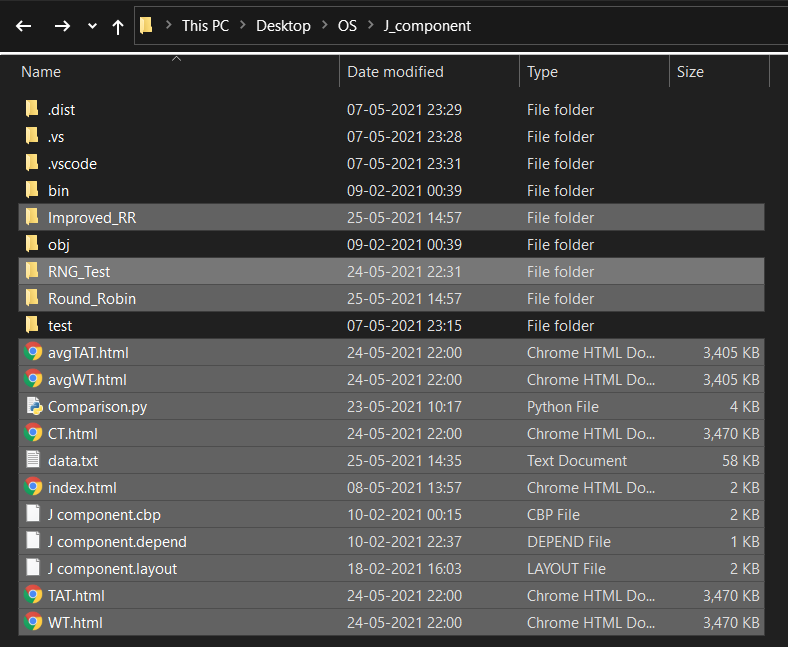 This PC > Desktop > OS > J_component
Name Date modified Type Size
.dist 07-05-2021 23:29 File folder
.vs 07-05-2021 23:28 File folder
.vscode 07-05-2021 23:31 File folder
bin 09-02-2021 00:39 File folder
Improved_RR 25-05-2021 14:57 File folder
obj 09-02-2021 00:39 File folder
RNG_Test 24-05-2021 22:31 File folder
Round_Robin 25-05-2021 14:57 File folder
test 07-05-2021 23:15 File folder
avgTAT.html 24-05-2021 22:00 Chrome HTML Do... 3,405 KB
avgWT.html 24-05-2021 22:00 Chrome HTML Do... 3,405 KB
Comparison.py 23-05-2021 10:17 Python File 4 KB
CT.html 24-05-2021 22:00 Chrome HTML Do... 3,470 KB
data.txt 25-05-2021 14:35 Text Document 58 KB
index.html 08-05-2021 13:57 Chrome HTML Do... 2 KB
J component.cbp 10-02-2021 00:15 CBP File 2 KB
J component.depend 10-02-2021 22:37 DEPEND File 1 KB
J component.layout 18-02-2021 16:03 LAYOUT File 2 KB
TAT.html 24-05-2021 22:00 Chrome HTML Do... 3,470 KB
WT.html 24-05-2021 22:00 Chrome HTML Do... 3,470 KB